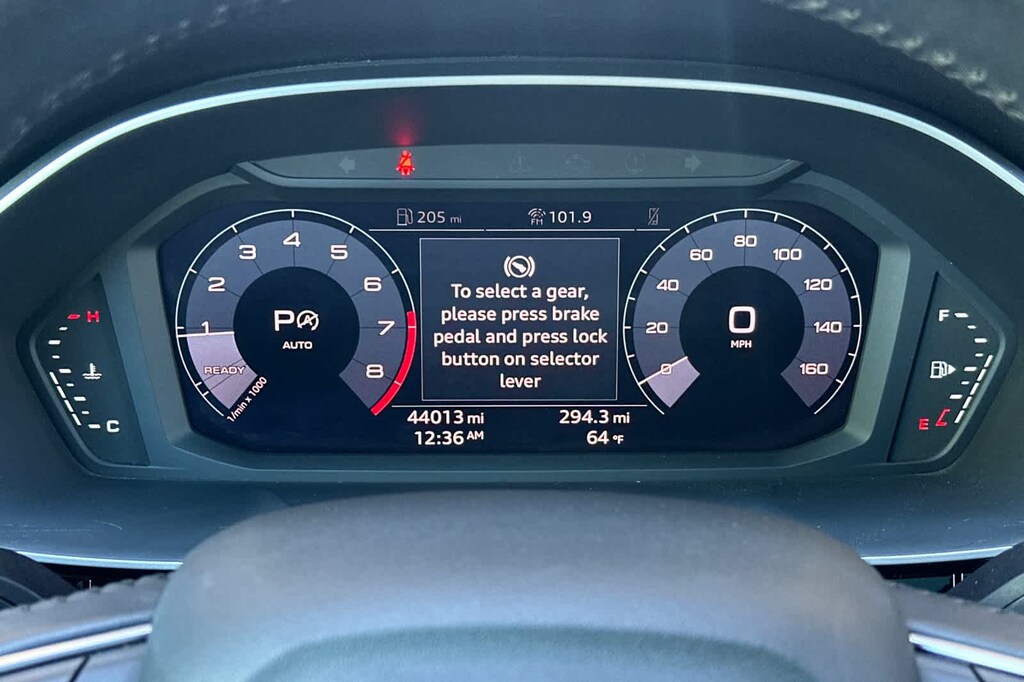 205 mi
FM 101.9
1 2 3 4 5 6 7 8
P A
AUTO
READY
1/min x 1000
To select a gear,
please press brake
pedal and press lock
button on selector
lever
0 20 40 60 80 100 120 140 160
0
MPH
H
C
F
E
44013 mi
294.3 mi
12:36 AM
64 °F